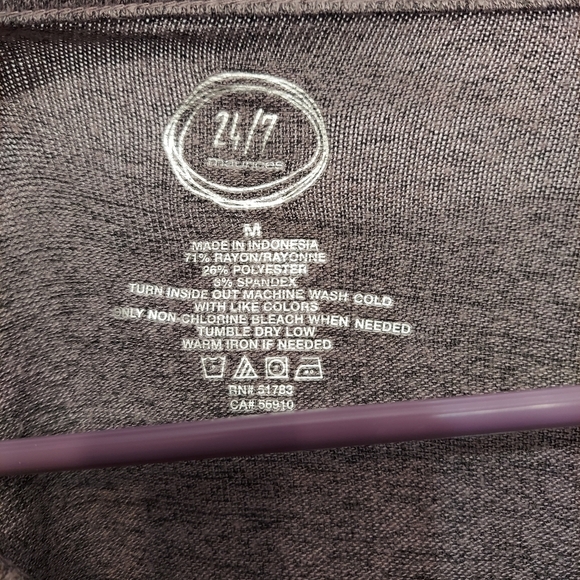 24/7
maurices
M
MADE IN INDONESIA
71% RAYON/RAYONNE
26% POLYESTER
3% SPANDEX
TURN INSIDE OUT MACHINE WASH COLD
WITH LIKE COLORS
ONLY NON-CHLORINE BLEACH WHEN NEEDED
TUMBLE DRY LOW
WARM IRON IF NEEDED
RN# 51783
CA# 55910